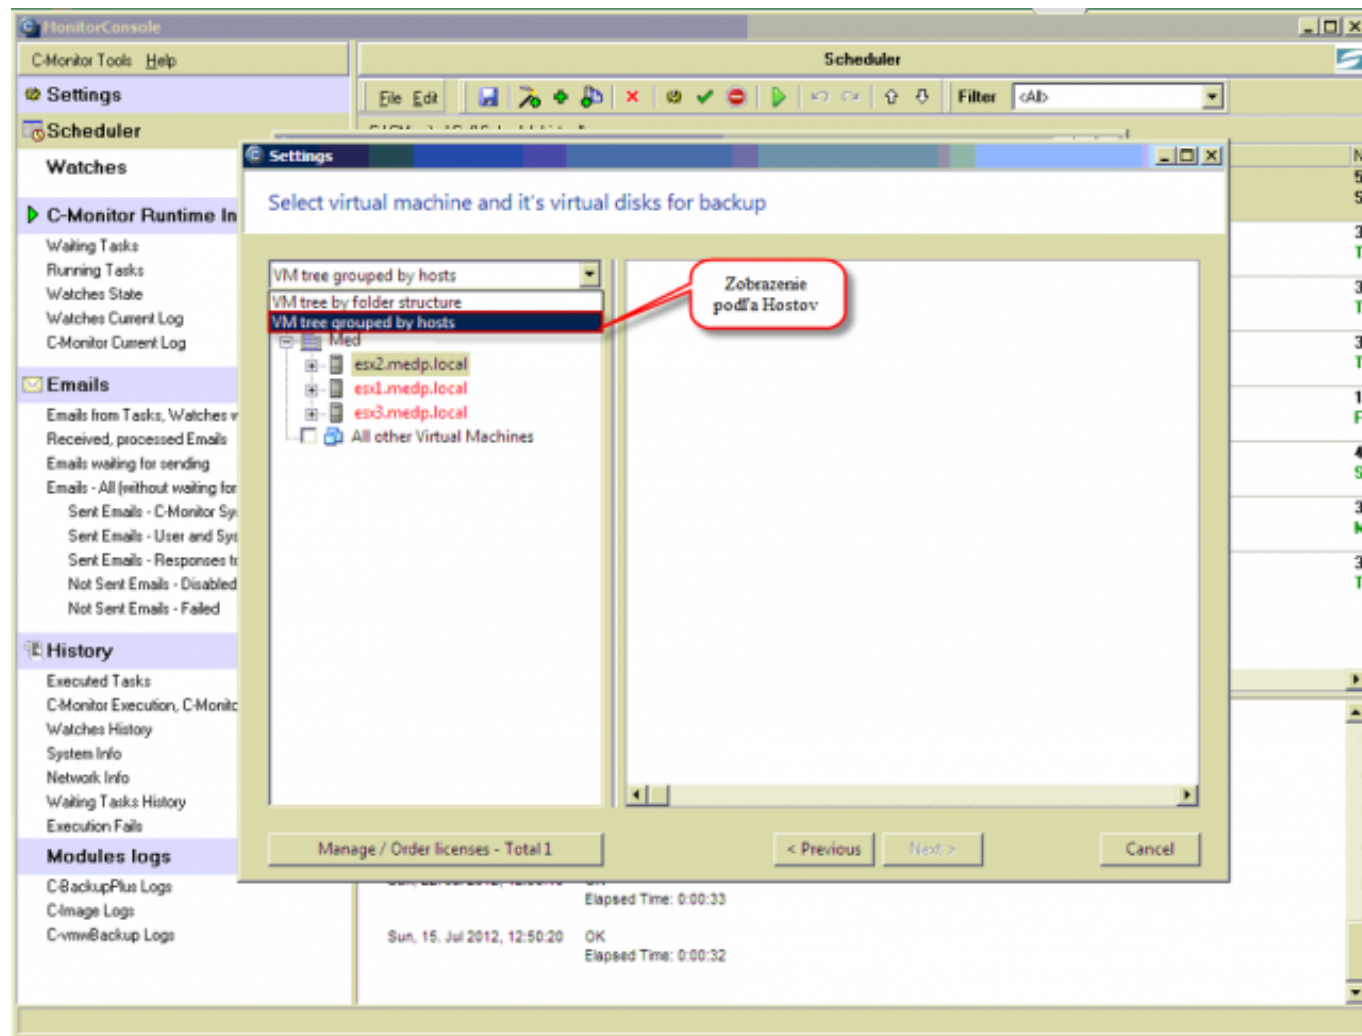 MonitorConsole
C-Monitor Tools Help
Scheduler
Settings
File Edit
Filter <All>
Scheduler
Watches
C-Monitor Runtime In
Waiting Tasks
Running Tasks
Watches State
Watches Current Log
C-Monitor Current Log
Emails
Emails from Tasks, Watches
Received, processed Emails
Emails waiting for sending
Emails - All (without waiting for
Sent Emails - C-Monitor Sy
Sent Emails - User and Sys
Sent Emails - Responses
Not Sent Emails - Disabled
Not Sent Emails - Failed
History
Executed Tasks
C-Monitor Execution, C-Monito
Watches History
System Info
Network Info
Waiting Tasks History
Execution Fails
Modules logs
C-BackupPlus Logs
C-Image Logs
C-vmwBackup Logs
Settings
Select virtual machine and it's virtual disks for backup
VM tree grouped by hosts
VM tree by folder structure
VM tree grouped by hosts
Med
esx2.medp.local
esx1.medp.local
esx3.medp.local
All other Virtual Machines
Zobrazenie
podľa Hostov
Manage / Order licenses - Total 1
< Previous
Next >
Cancel
Elapsed Time: 0:00:33
Sun, 15. Jul 2012, 12:50:20 OK
Elapsed Time: 0:00:32